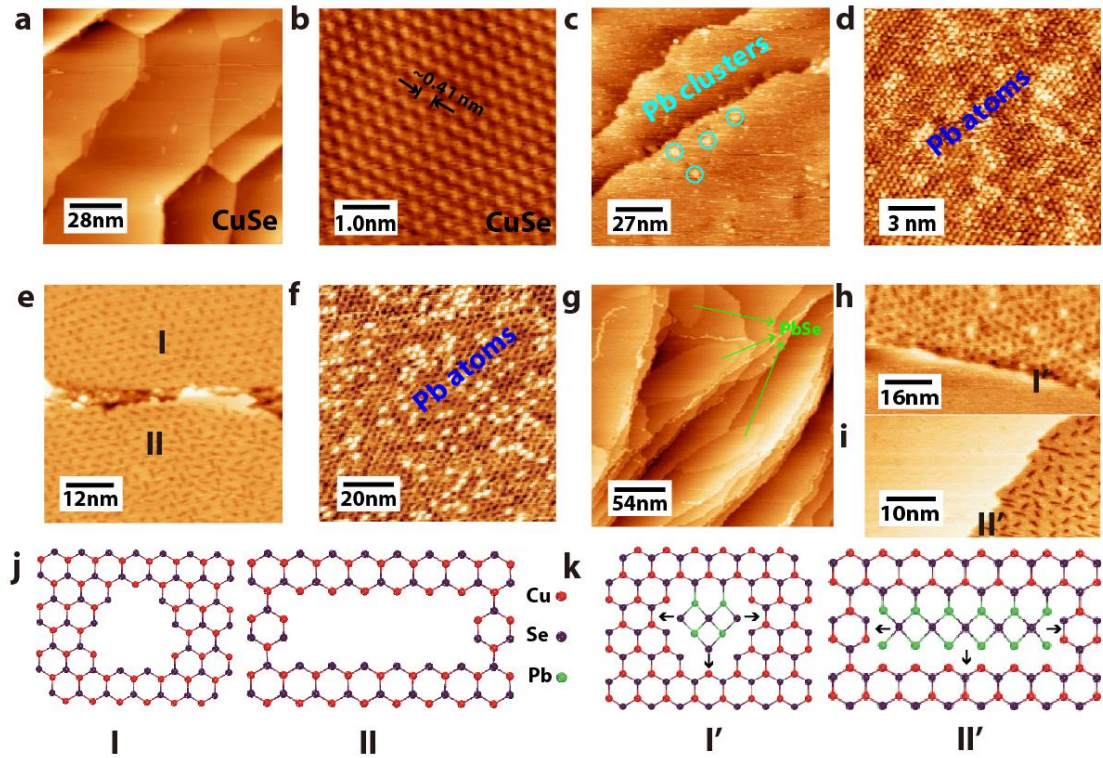 a
28nm
CuSe
b
~0.41 nm
1.0nm
CuSe
c
Pb clusters
27nm
d
Pb atoms
3 nm
e
I
II
12nm
f
Pb atoms
20nm
g
PbSe
54nm
h
I'
16nm
i
II'
10nm
j
Cu
Se
Pb
I
II
k
I'
II'